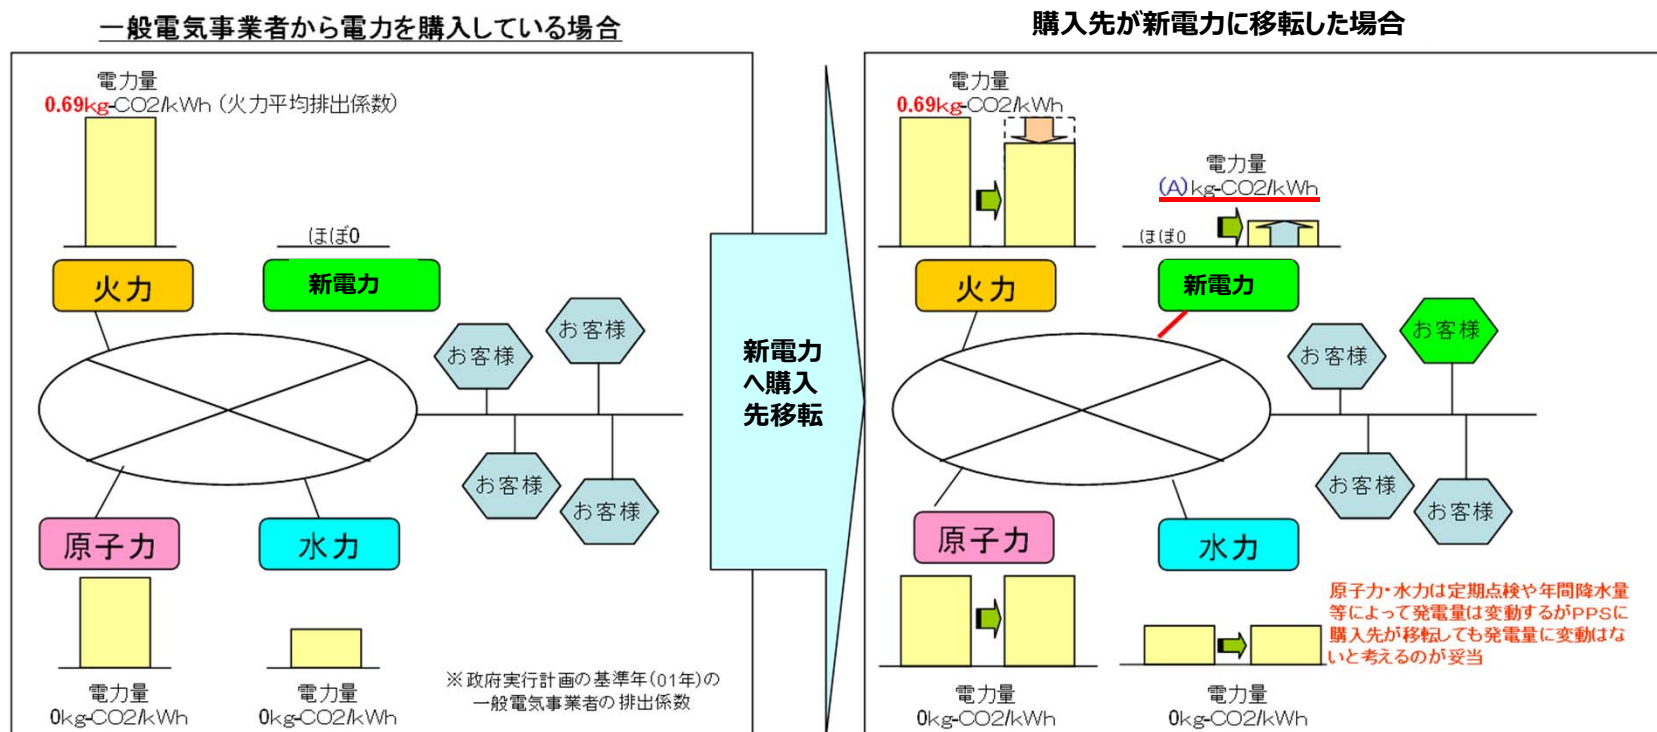 一般電気事業者から電力を購入している場合
電力量
0.69kg-CO2/kWh (火力平均排出係数)
ほぼ0
火力
新電力
お客様
お客様
お客様
お客様
原子力
水力
電力量
0kg-CO2/kWh
電力量
0kg-CO2/kWh
※政府実行計画の基準年(01年)の
一般電気事業者の排出係数
新電力
へ購入
先移転
購入先が新電力に移転した場合
電力量
0.69kg-CO2/kWh
電力量
(A)kg-CO2/kWh
ほぼ0
火力
新電力
お客様
お客様
お客様
お客様
原子力
水力
原子力・水力は定期点検や年間降水量
等によって発電量は変動するがPPSに
購入先が移転しても発電量に変動はな
いと考えるのが妥当
電力量
0kg-CO2/kWh
電力量
0kg-CO2/kWh